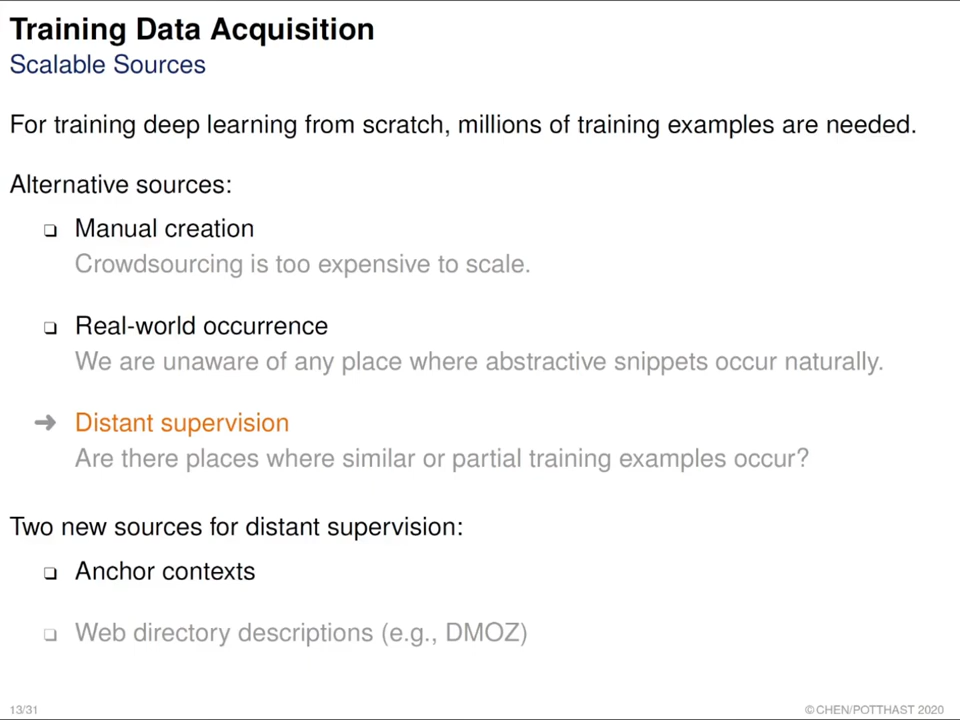 Training Data Acquisition
Scalable Sources
For training deep learning from scratch, millions of training examples are needed.
Alternative sources:
❑ Manual creation
Crowdsourcing is too expensive to scale.
❑ Real-world occurrence
We are unaware of any place where abstractive snippets occur naturally.
➜ Distant supervision
Are there places where similar or partial training examples occur?
Two new sources for distant supervision:
❑ Anchor contexts
❑ Web directory descriptions (e.g., DMOZ)
13/31
© CHEN/POTTHAST 2020